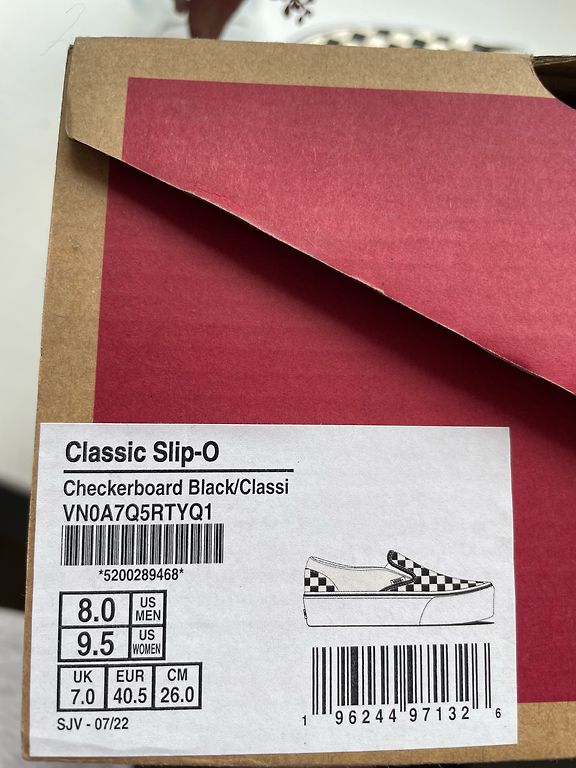 Classic Slip-O
Checkerboard Black/Classi
VN0A7Q5RTYQ1
*5200289468*
8.0 US MEN
9.5 US WOMEN
UK EUR CM
7.0 40.5 26.0
SJV - 07/22
1 96244 97132 6